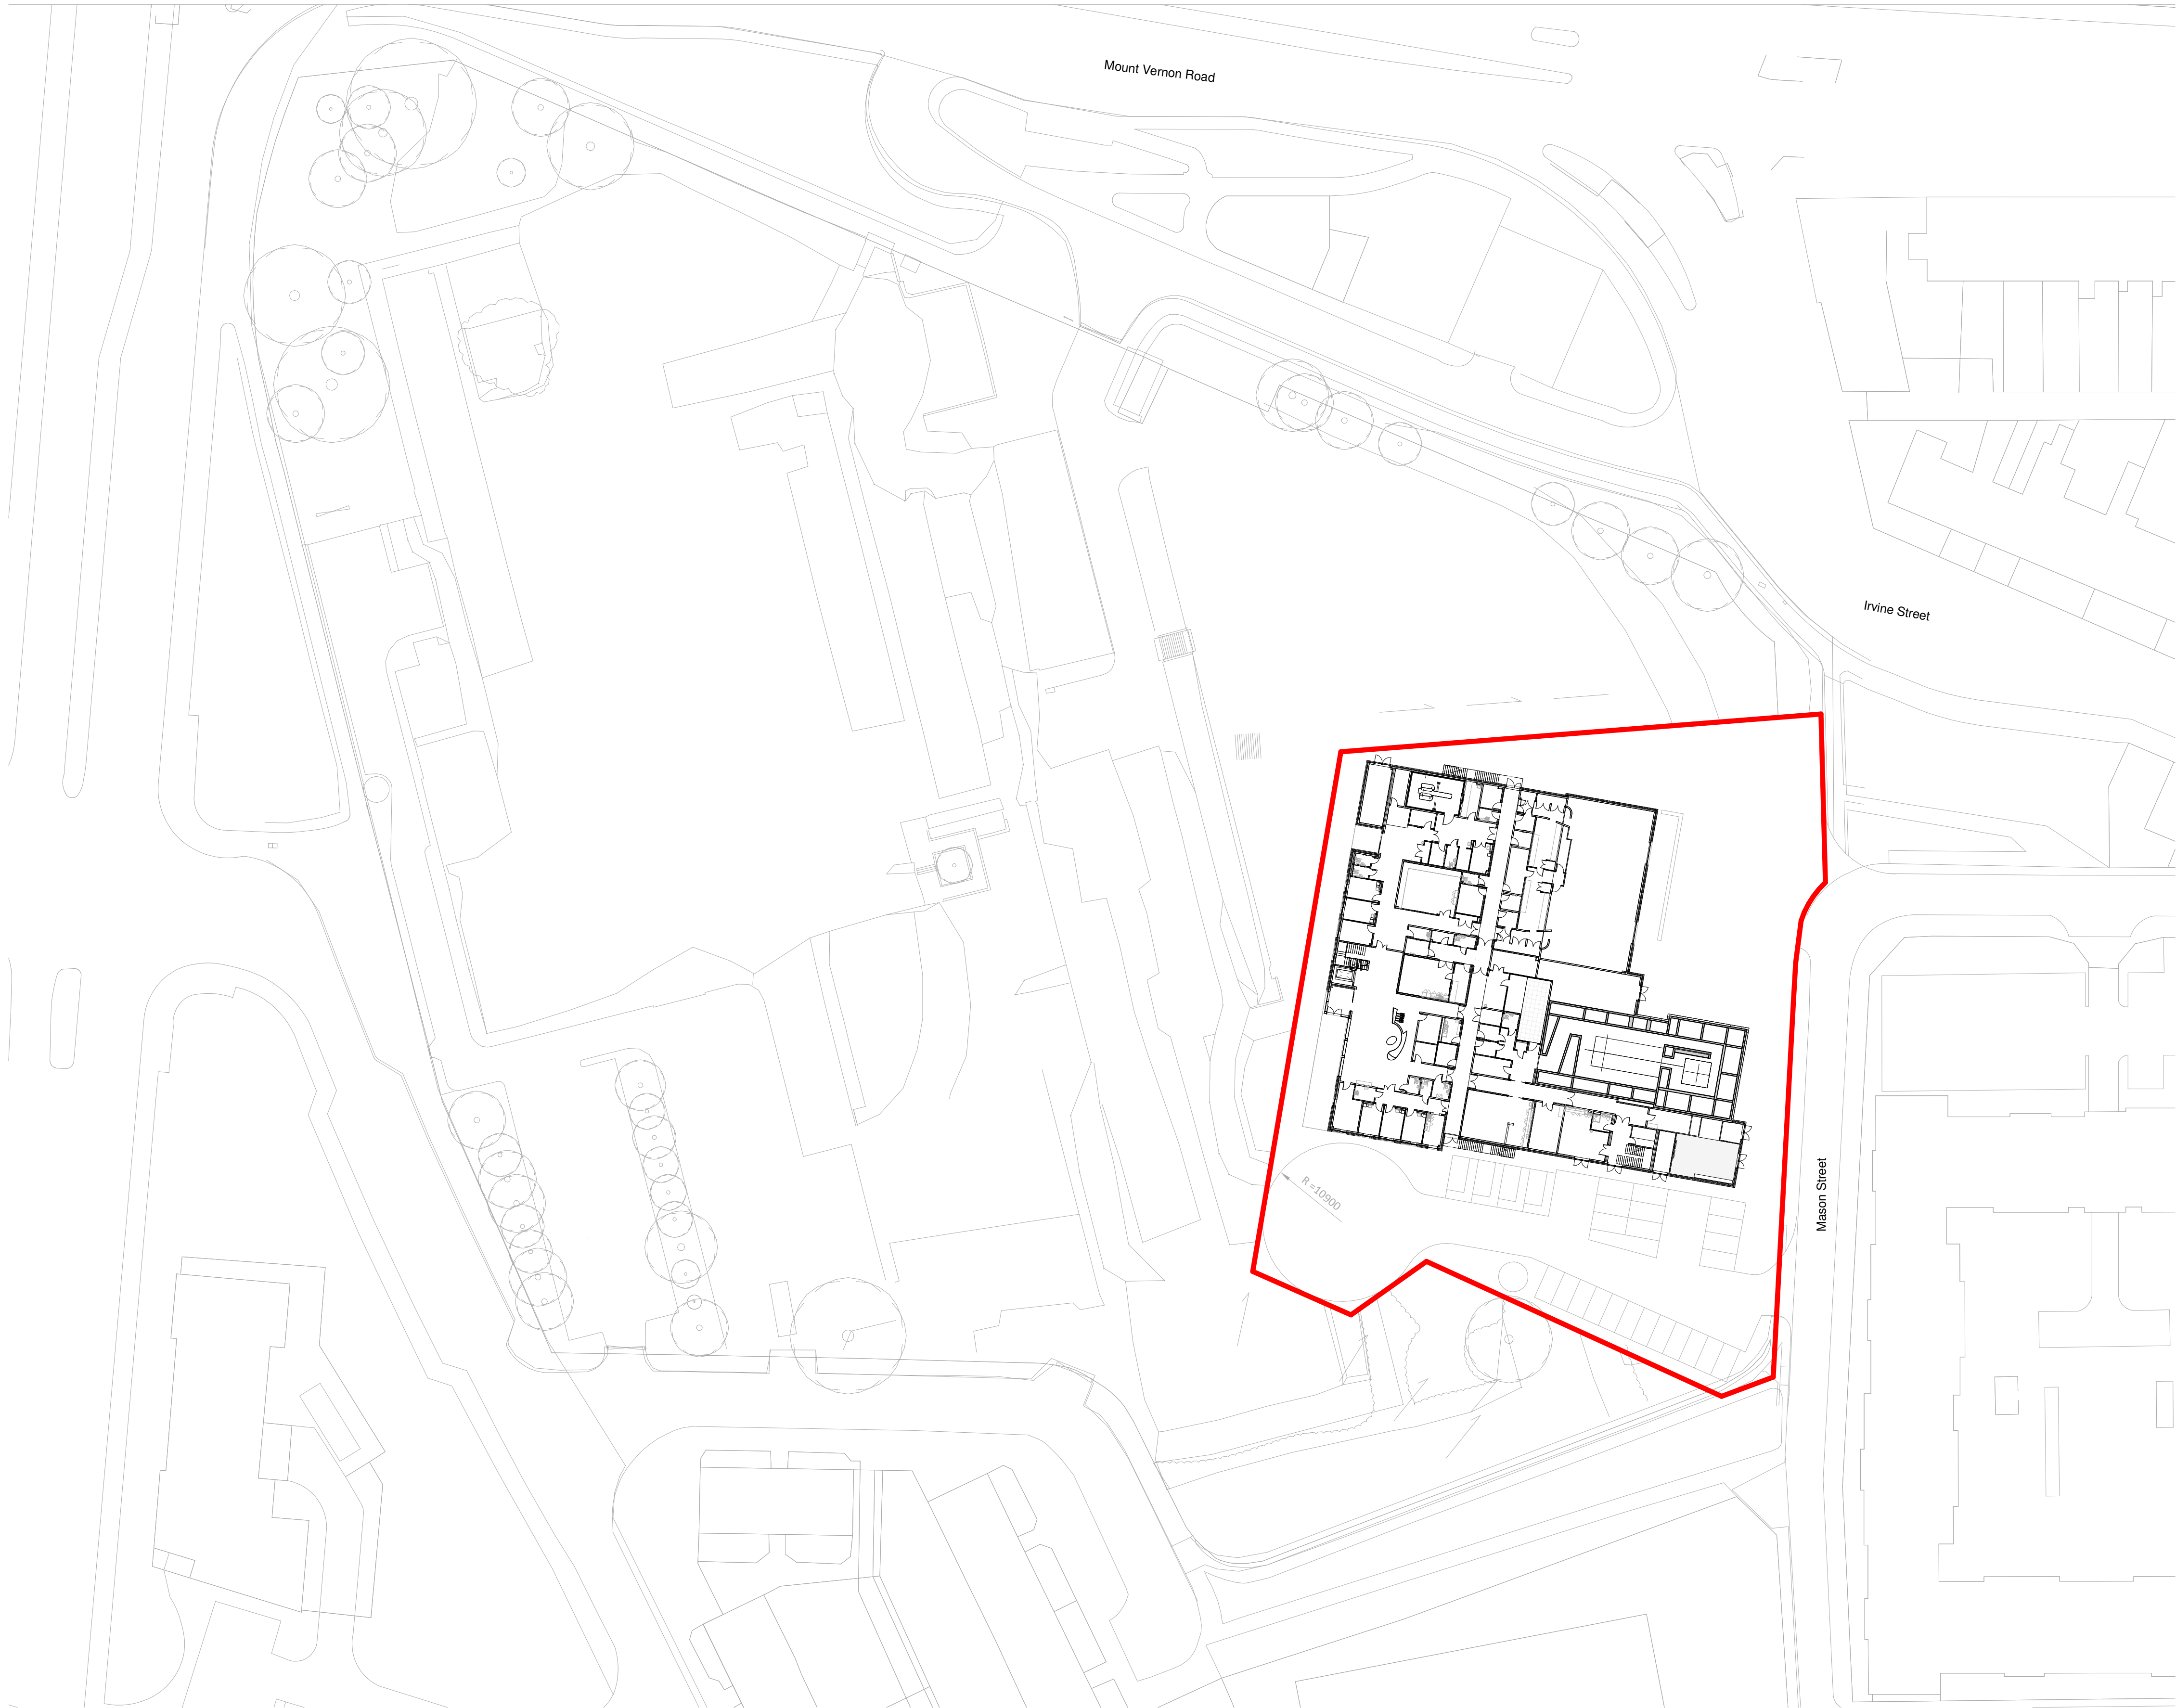 Mount Vernon Road
Irvine Street
Mason Street
R =10900